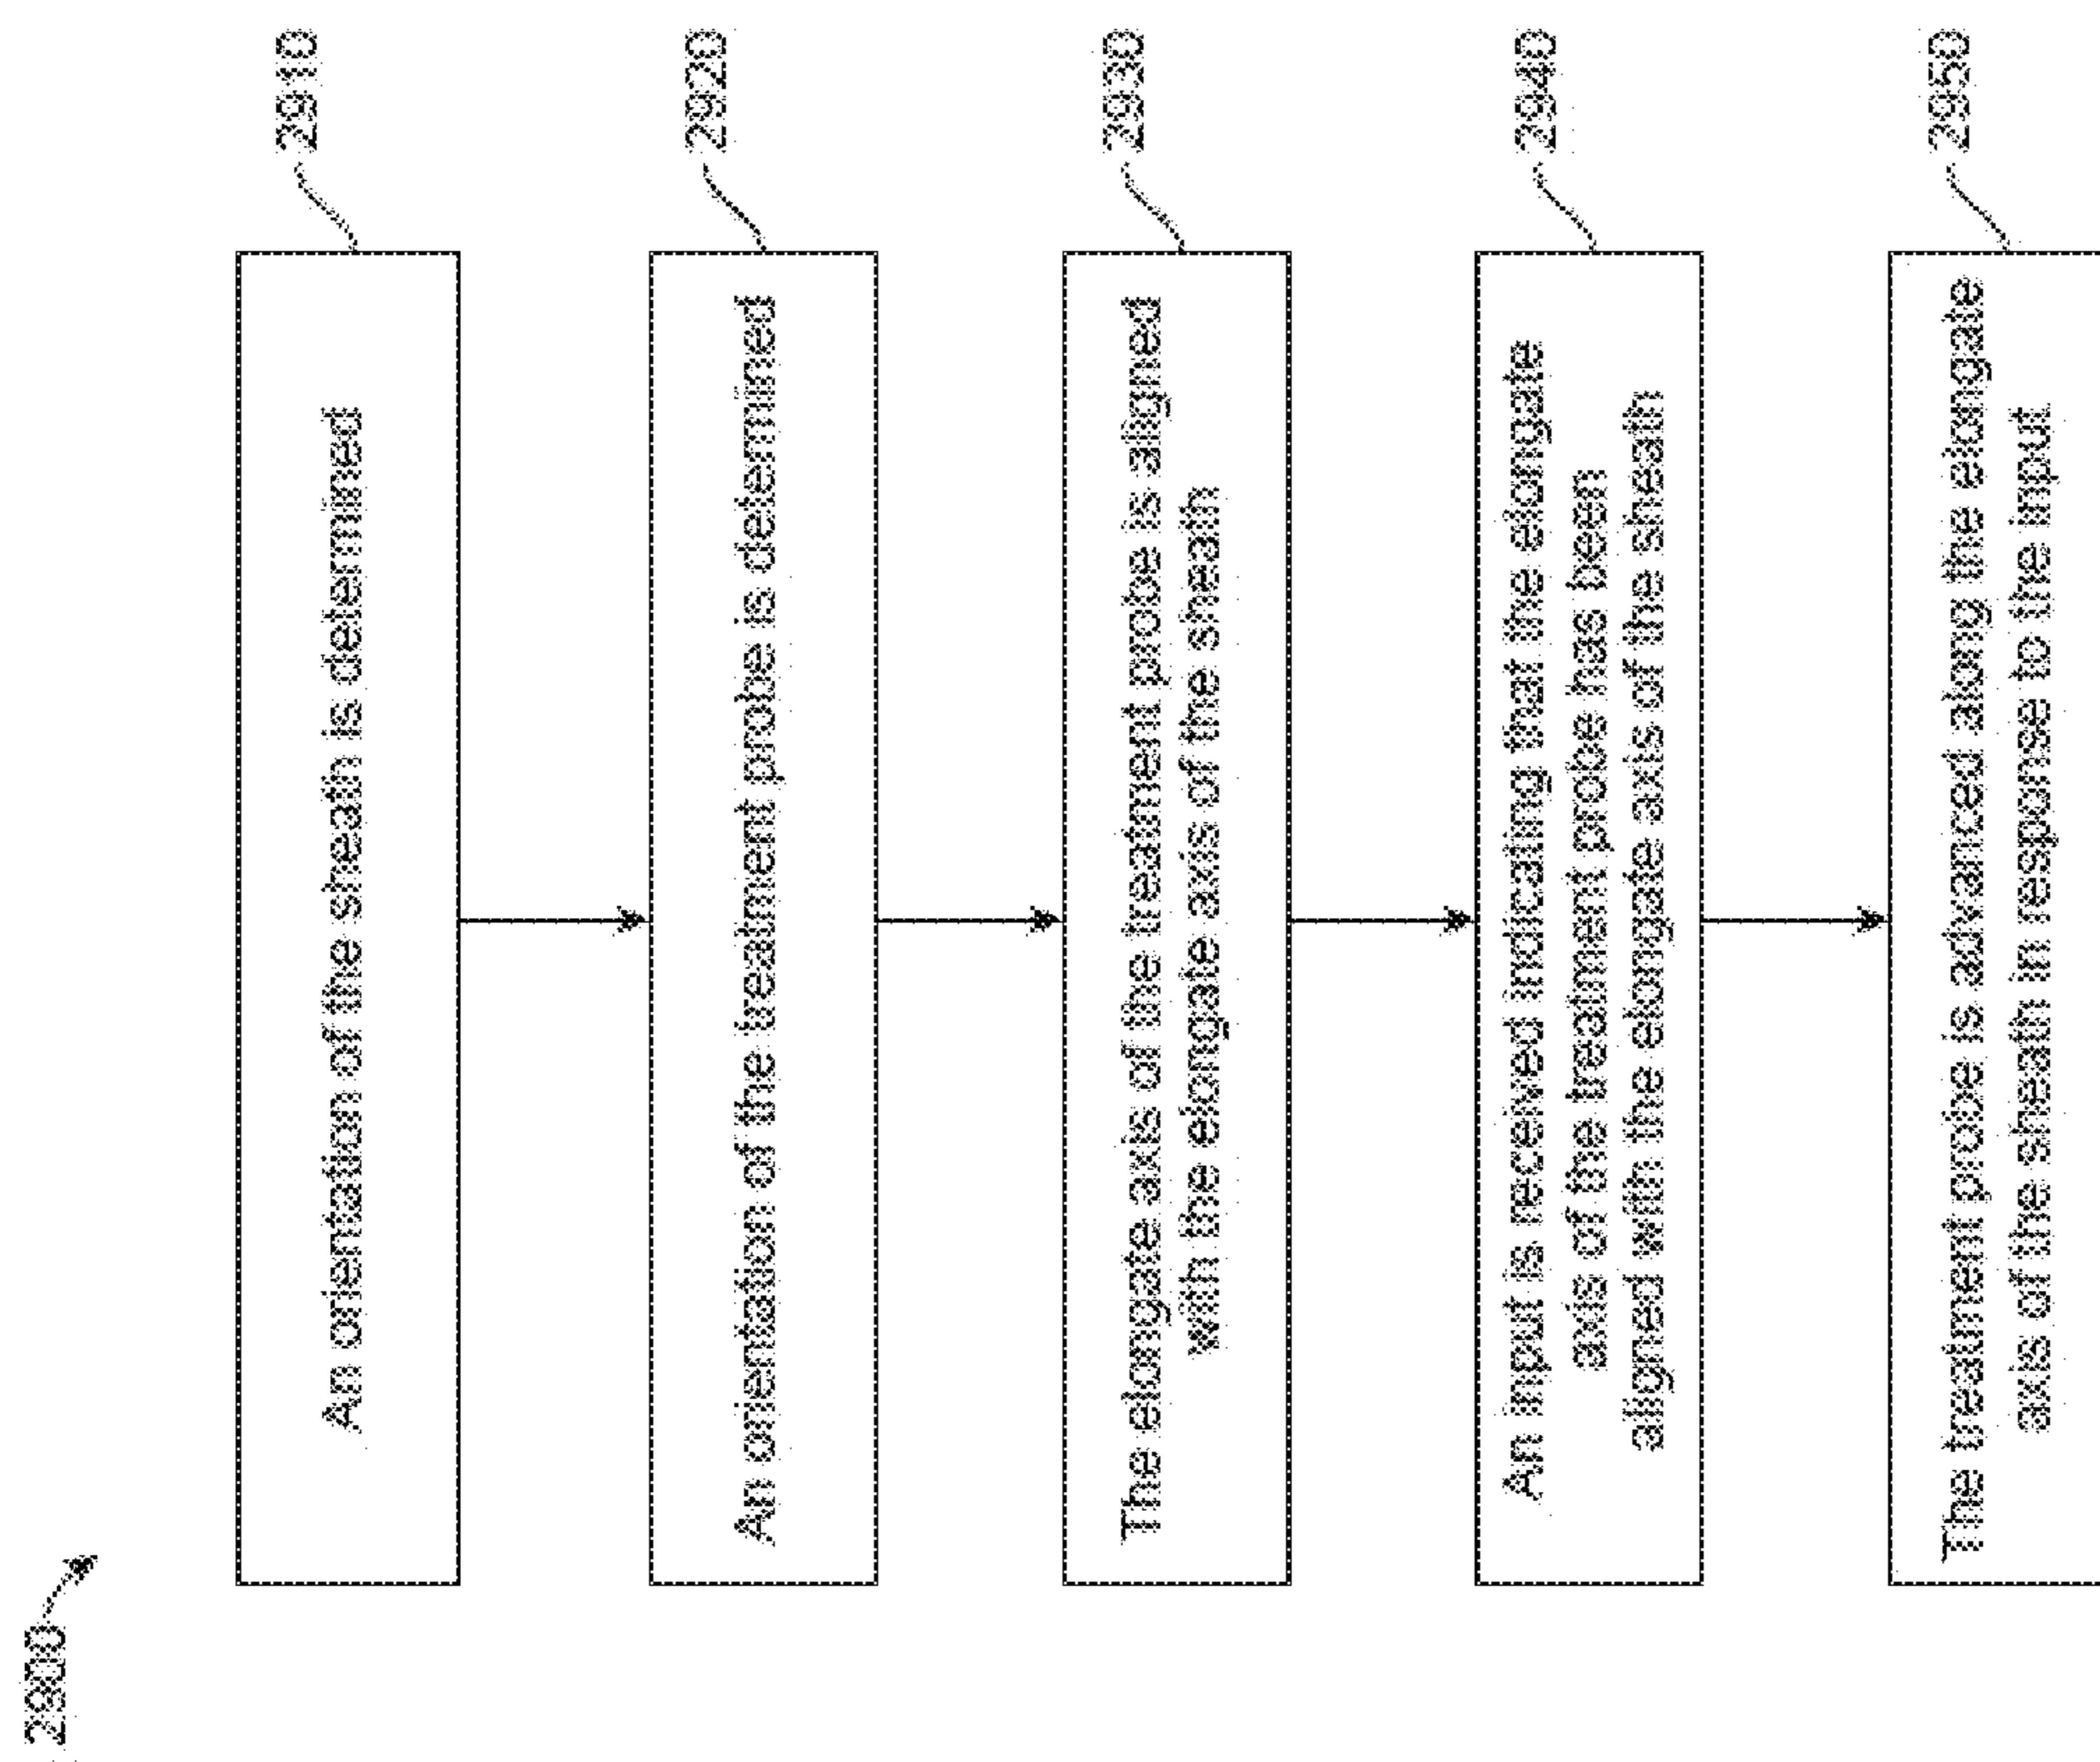 2900
An orientation of the sheath is determined
2910
An orientation of the treatment probe is determined
2920
The elongate axis of the treatment probe is aligned
with the elongate axis of the sheath
2930
An input is received indicating that the elongate
axis of the treatment probe has been
aligned with the elongate axis of the sheath
2940
The treatment probe is advanced along the elongate
axis of the sheath in response to the input
2950